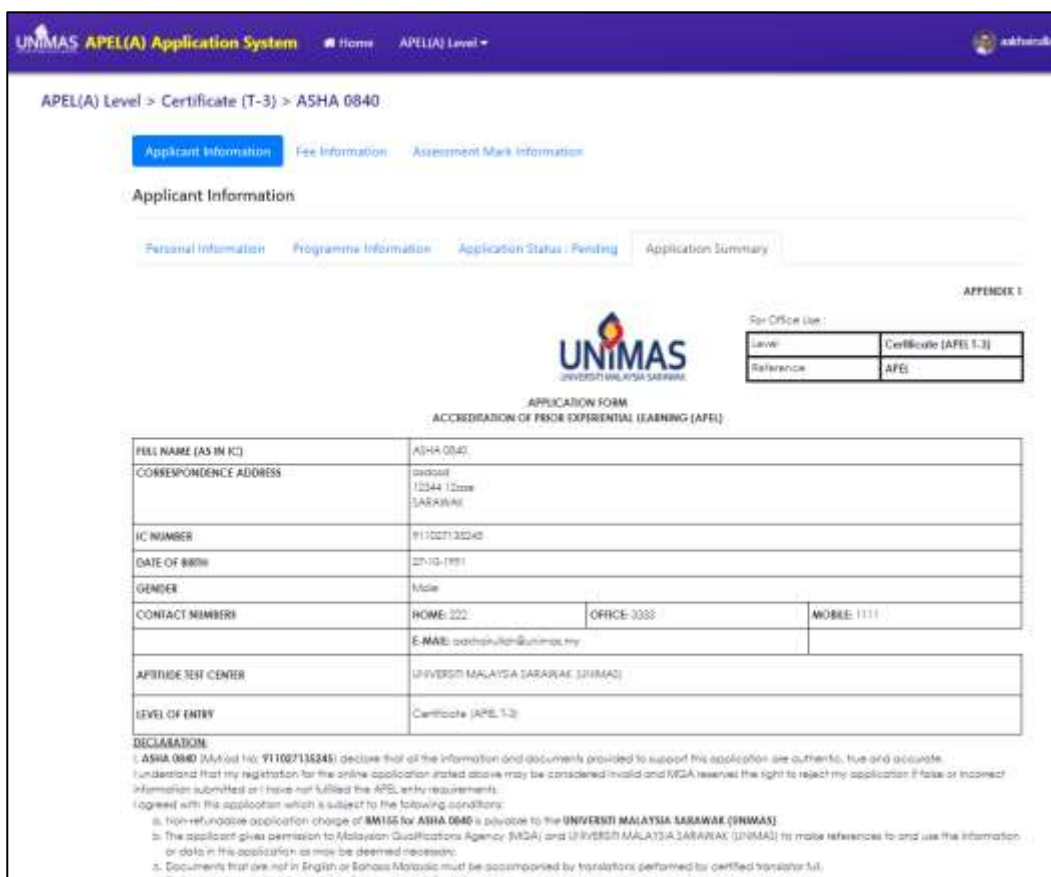 UNIMAS APEL(A) Application System Home APEL(A) Level
APEL(A) Level > Certificate (T-3) > ASHA 0840
Applicant Information Fee Information Assessment Mark Information
Applicant Information
Personal Information Programme Information Application Status : Pending Application Summary
APPENDIX 1
For Office Use :
Level Certificate (APEL T-3)
Reference APEL
UNIMAS
UNIVERSITI MALAYSIA SARAWAK
APPLICATION FORM
ACCREDITATION OF PRIOR EXPERIENTIAL LEARNING (APEL)
FULL NAME (AS IN IC) ASHA 0840
CORRESPONDENCE ADDRESS
12344
SARAWAK
IC NUMBER 911027135245
DATE OF BIRTH 27-10-1991
GENDER Male
CONTACT NUMBERS HOME: 222 OFFICE: 3333 MOBILE: 1111
E-MAIL:
APTITUDE TEST CENTER UNIVERSITI MALAYSIA SARAWAK (UNIMAS)
LEVEL OF ENTRY Certificate (APEL T-3)
DECLARATION:
I, ASHA 0840 (MyKad No: 911027135245) declare that all the information and documents provided to support this application are authentic, true and accurate.
I understand that my registration for the online application stated above may be considered invalid and MQA reserves the right to reject my application if false or incorrect
information submitted or I have not fulfilled the APEL entry requirements.
I agreed with this application which is subject to the following conditions:
a. Non-refundable application charge of RM155 for ASHA 0840 is payable to the UNIVERSITI MALAYSIA SARAWAK (UNIMAS)
b. The applicant gives permission to Malaysian Qualifications Agency (MQA) and UNIVERSITI MALAYSIA SARAWAK (UNIMAS) to make references to and use the information
or data in this application as may be deemed necessary.
c. Documents that are not in English or Bahasa Malaysia must be accompanied by translations performed by certified translator full.